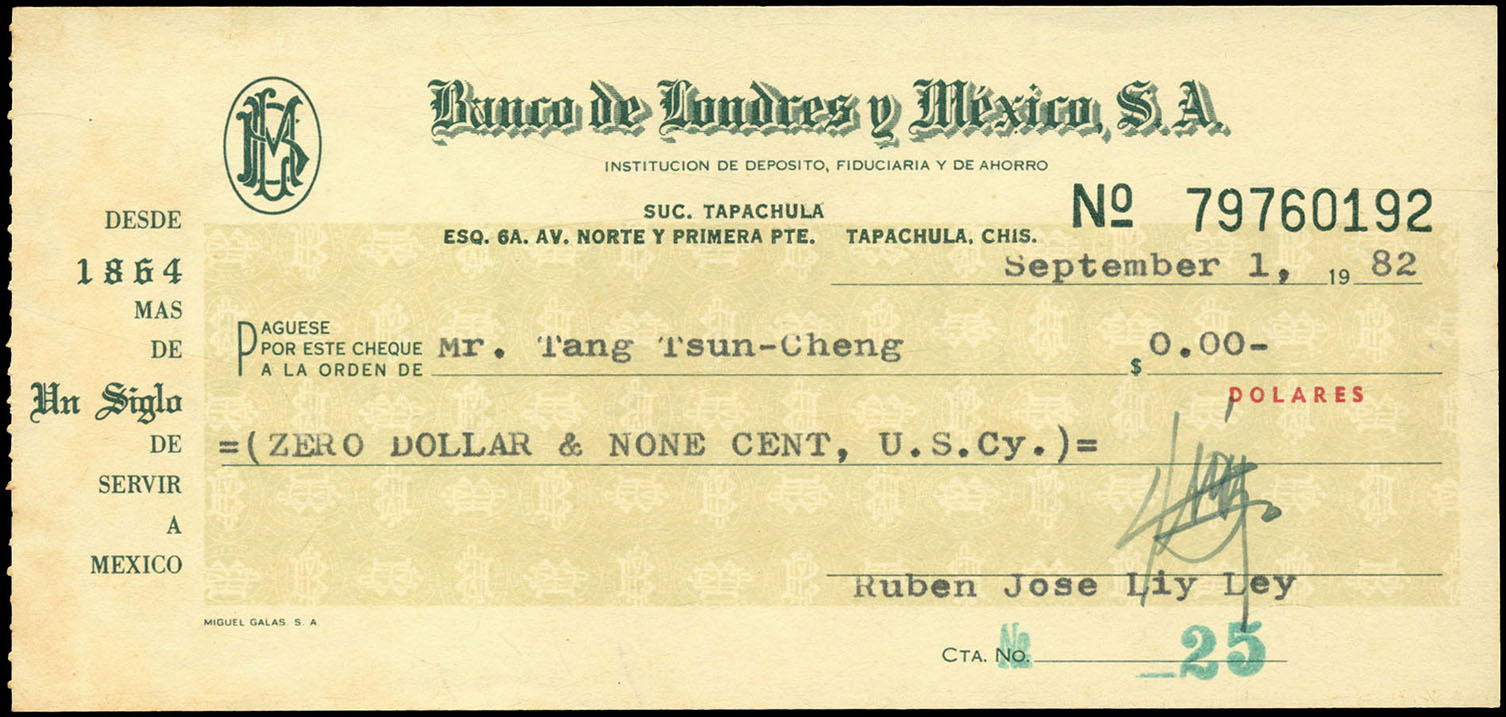 Banco de Londres y México, S.A.
INSTITUCION DE DEPOSITO, FIDUCIARIA Y DE AHORRO
SUC. TAPACHULA
ESQ. 6A. AV. NORTE Y PRIMERA PTE. TAPACHULA, CHIS.
Nº 79760192
September 1, 19 82
DESDE
1864
MAS
DE
Un Siglo
DE
SERVIR
A
MEXICO
PAGUESE
POR ESTE CHEQUE
A LA ORDEN DE Mr. Tang Tsun-Cheng $ 0.00-
DOLARES
=(ZERO DOLLAR & NONE CENT, U.S.Cy.)=
Ruben Jose Liy Ley
MIGUEL GALAS. S. A.
CTA. NO. No. 25